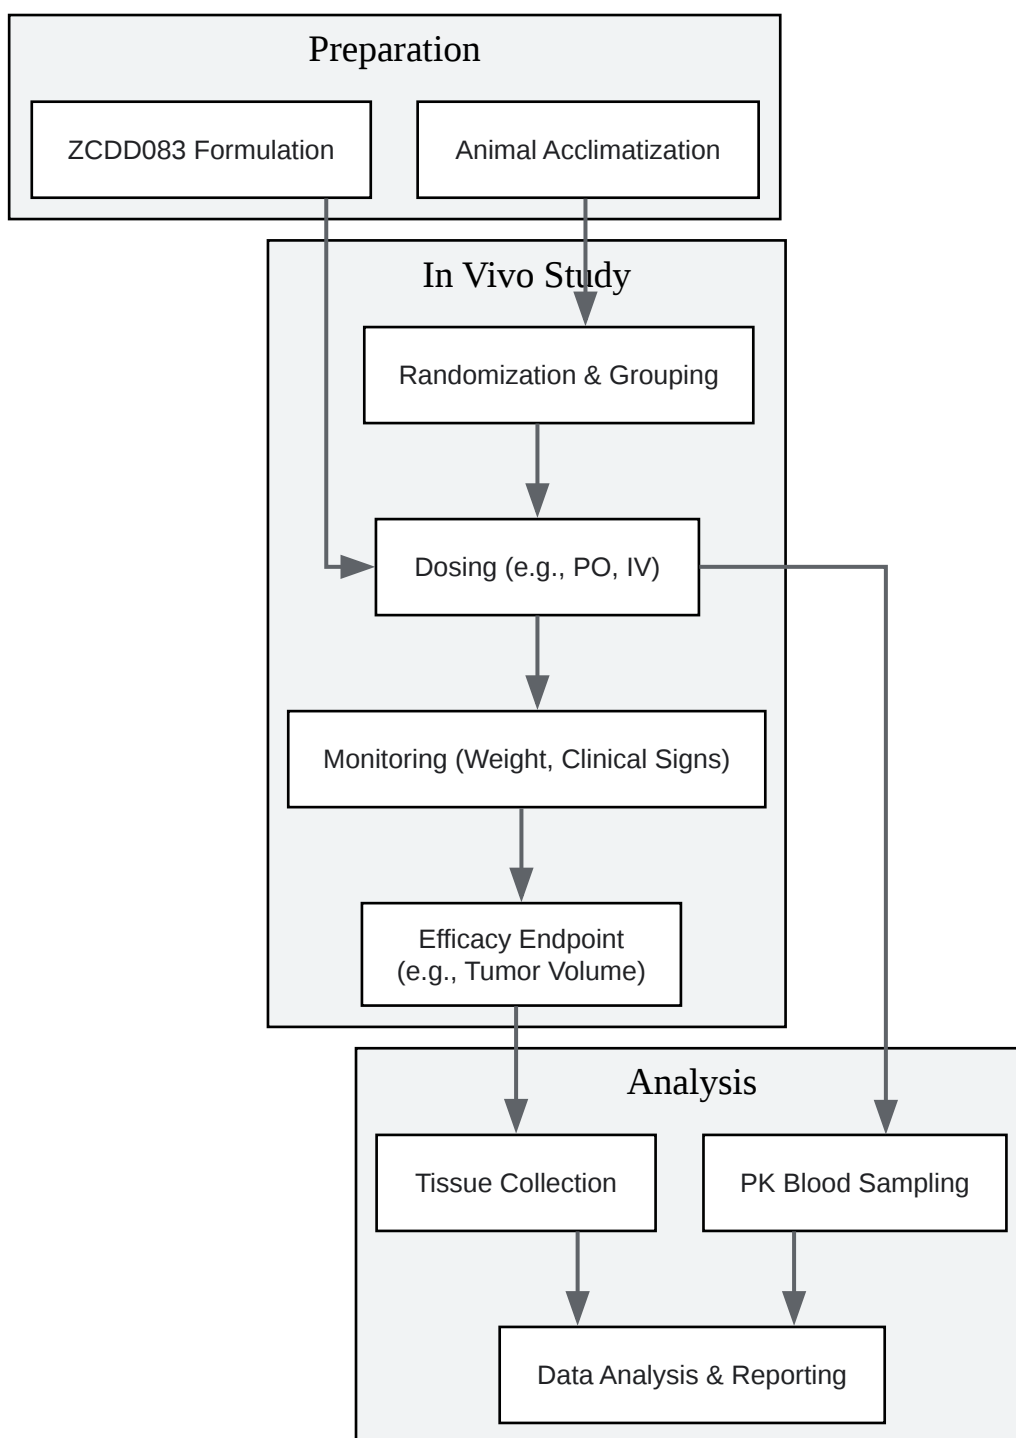 Preparation
ZCDD083 Formulation
Animal Acclimatization
In Vivo Study
Randomization & Grouping
Dosing (e.g., PO, IV)
Monitoring (Weight, Clinical Signs)
Efficacy Endpoint
(e.g., Tumor Volume)
Analysis
Tissue Collection
PK Blood Sampling
Data Analysis & Reporting